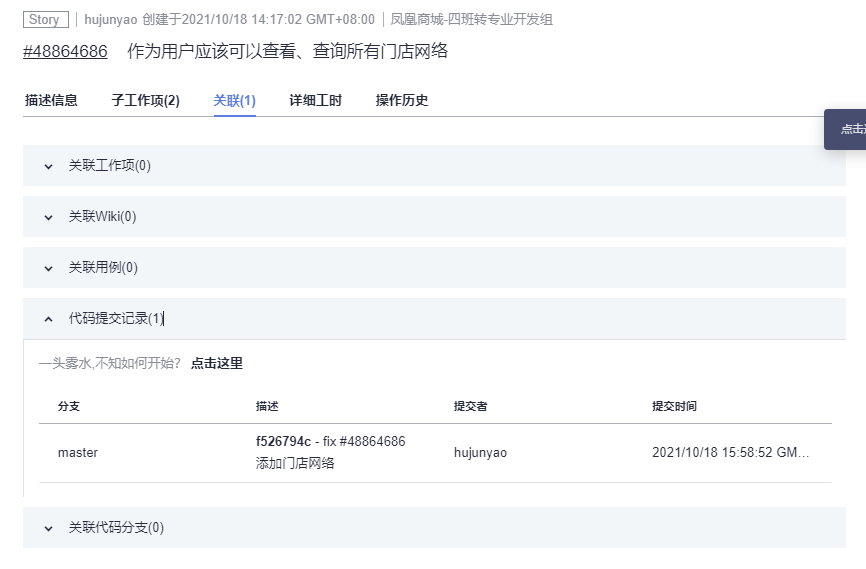 Story hujunyao 创建于2021/10/18 14:17:02 GMT+08:00 凤凰商城-四班转专业开发组
#48864686 作为用户应该可以查看、查询所有门店网络
描述信息 子工作项(2) 关联(1) 详细工时 操作历史
点击
关联工作项(0)
关联Wiki(0)
关联用例(0)
代码提交记录(1)
一头雾水,不知如何开始? 点击这里
分支 描述 提交者 提交时间
master f526794c - fix #48864686 hujunyao 2021/10/18 15:58:52 GM...
添加门店网络
关联代码分支(0)